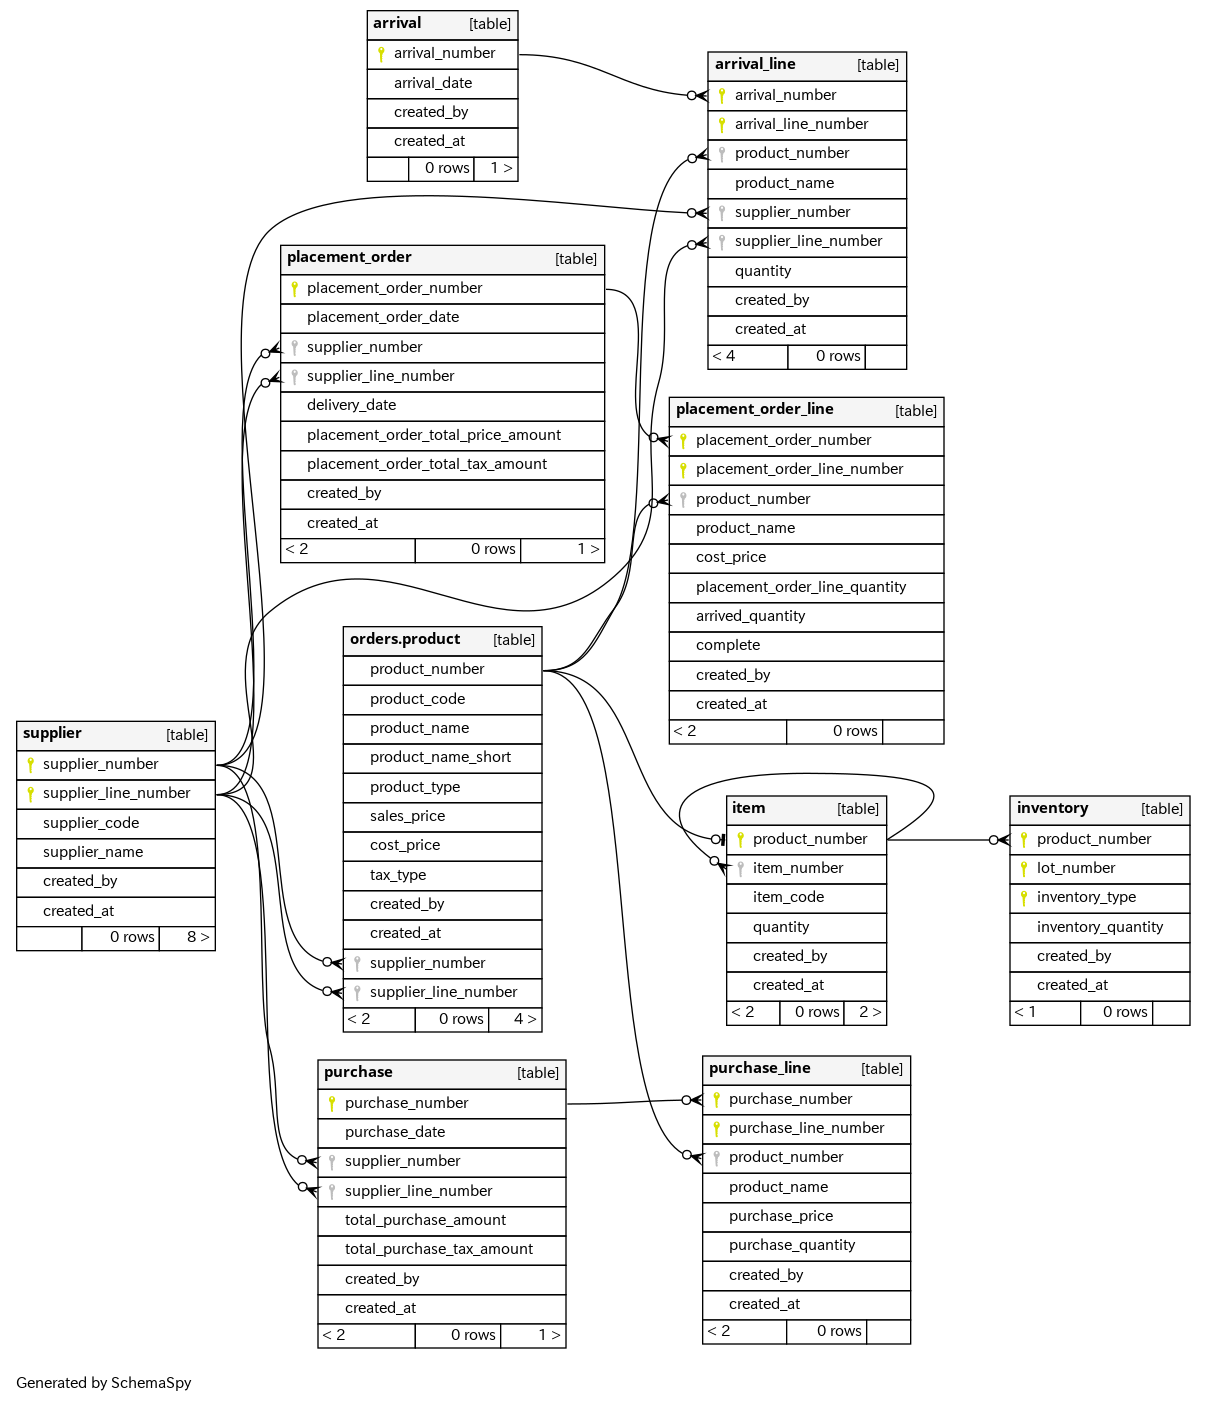 arrival [table]
arrival_number
arrival_date
created_by
created_at
0 rows 1 >
arrival_line [table]
arrival_number
arrival_line_number
product_number
product_name
supplier_number
supplier_line_number
quantity
created_by
created_at
< 4 0 rows
placement_order [table]
placement_order_number
placement_order_date
supplier_number
supplier_line_number
delivery_date
placement_order_total_price_amount
placement_order_total_tax_amount
created_by
created_at
< 2 0 rows 1 >
placement_order_line [table]
placement_order_number
placement_order_line_number
product_number
product_name
cost_price
placement_order_line_quantity
arrived_quantity
complete
created_by
created_at
< 2 0 rows
orders.product [table]
product_number
product_code
product_name
product_name_short
product_type
sales_price
cost_price
tax_type
created_by
created_at
supplier_number
supplier_line_number
< 2 0 rows 4 >
supplier [table]
supplier_number
supplier_line_number
supplier_code
supplier_name
created_by
created_at
0 rows 8 >
item [table]
product_number
item_number
item_code
quantity
created_by
created_at
< 2 0 rows 2 >
inventory [table]
product_number
lot_number
inventory_type
inventory_quantity
created_by
created_at
< 1 0 rows
purchase [table]
purchase_number
purchase_date
supplier_number
supplier_line_number
total_purchase_amount
total_purchase_tax_amount
created_by
created_at
< 2 0 rows 1 >
purchase_line [table]
purchase_number
purchase_line_number
product_number
product_name
purchase_price
purchase_quantity
created_by
created_at
< 2 0 rows
Generated by SchemaSpy